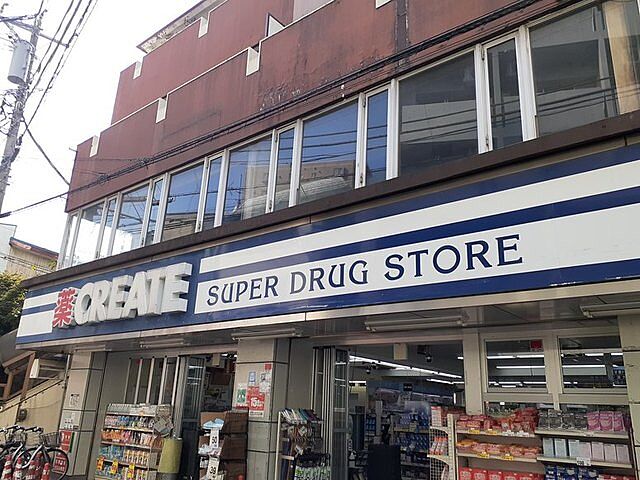 薬 CREATE SUPER DRUG STORE